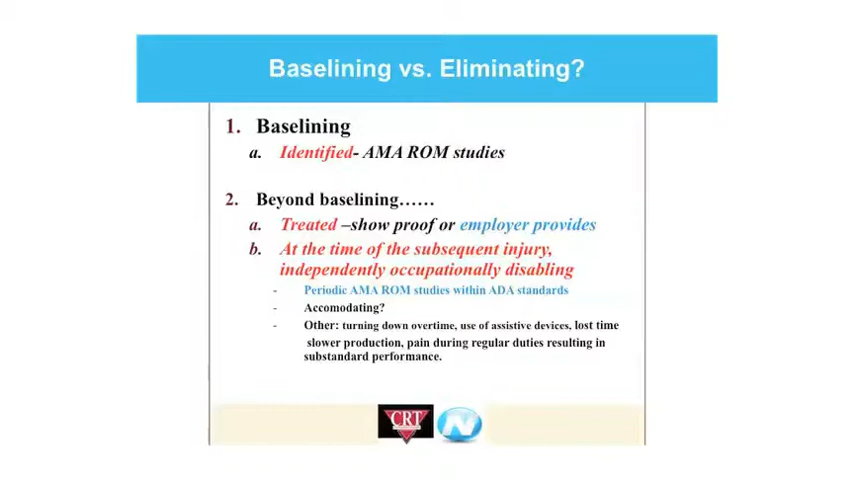 Baselining vs. Eliminating?
1. Baselining
a. Identified- AMA ROM studies
2. Beyond baselining……
a. Treated –show proof or employer provides
b. At the time of the subsequent injury,
independently occupationally disabling
- Periodic AMA ROM studies within ADA standards
- Accomodating?
- Other: turning down overtime, use of assistive devices, lost time
slower production, pain during regular duties resulting in
substandard performance.
CRT
N